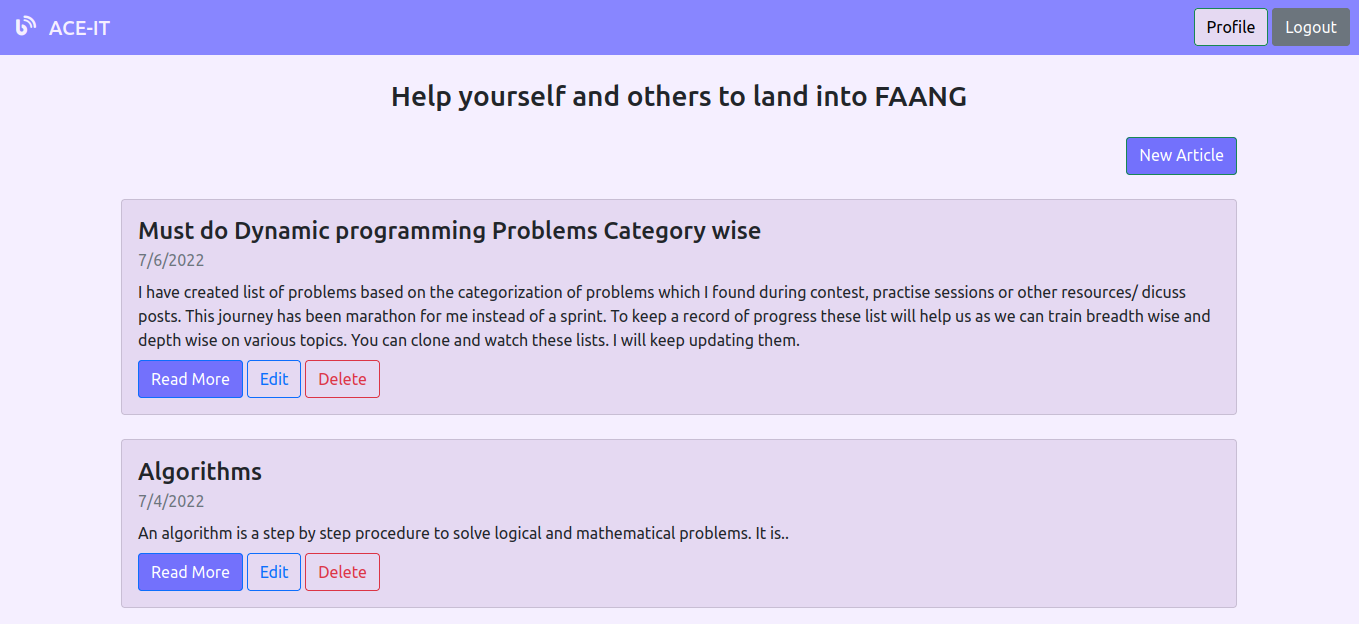 ACE-IT
Profile
Logout
Help yourself and others to land into FAANG
New Article
Must do Dynamic programming Problems Category wise
7/6/2022
I have created list of problems based on the categorization of problems which I found during contest, practise sessions or other resources/ dicuss
posts. This journey has been marathon for me instead of a sprint. To keep a record of progress these list will help us as we can train breadth wise and
depth wise on various topics. You can clone and watch these lists. I will keep updating them.
Read More
Edit
Delete
Algorithms
7/4/2022
An algorithm is a step by step procedure to solve logical and mathematical problems. It is..
Read More
Edit
Delete